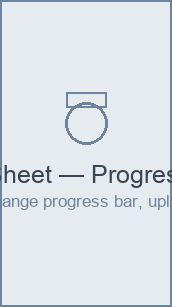 heet — Progres
ange progress bar, upl